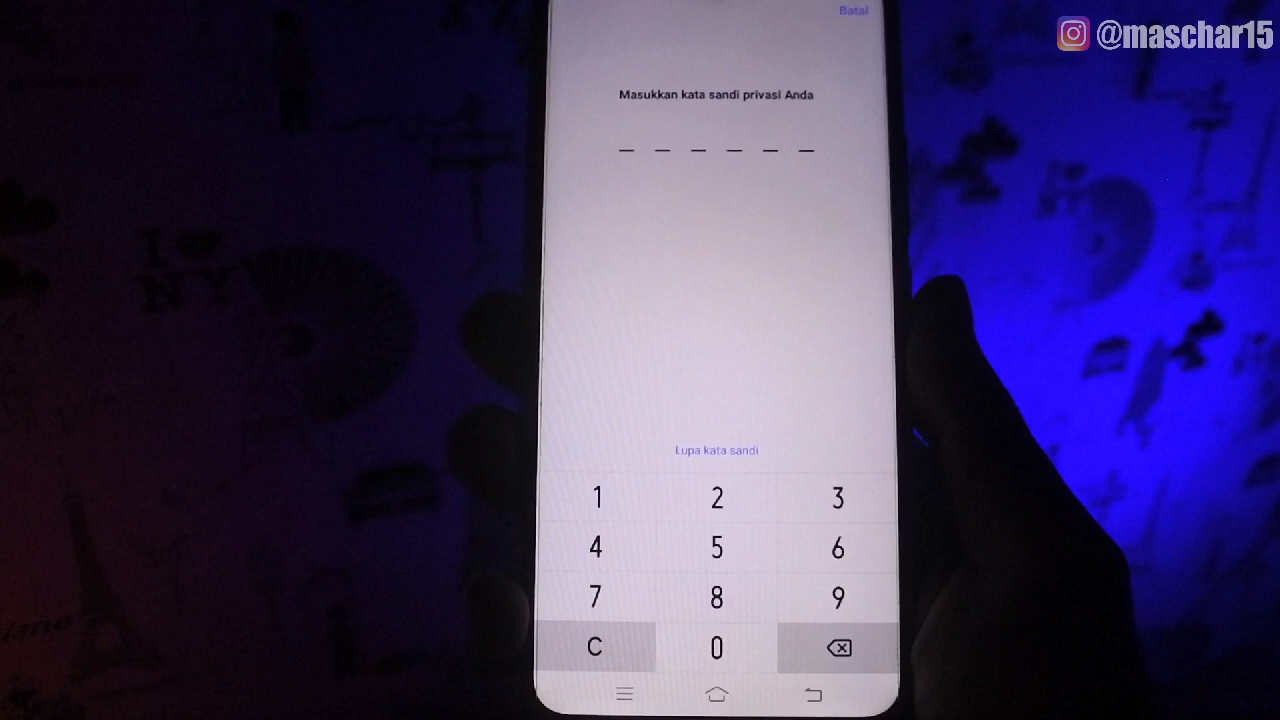 Batal
@maschar15
Masukkan kata sandi privasi Anda
I
NY
Lupa kata sandi
1 2 3
4 5 6
7 8 9
C 0